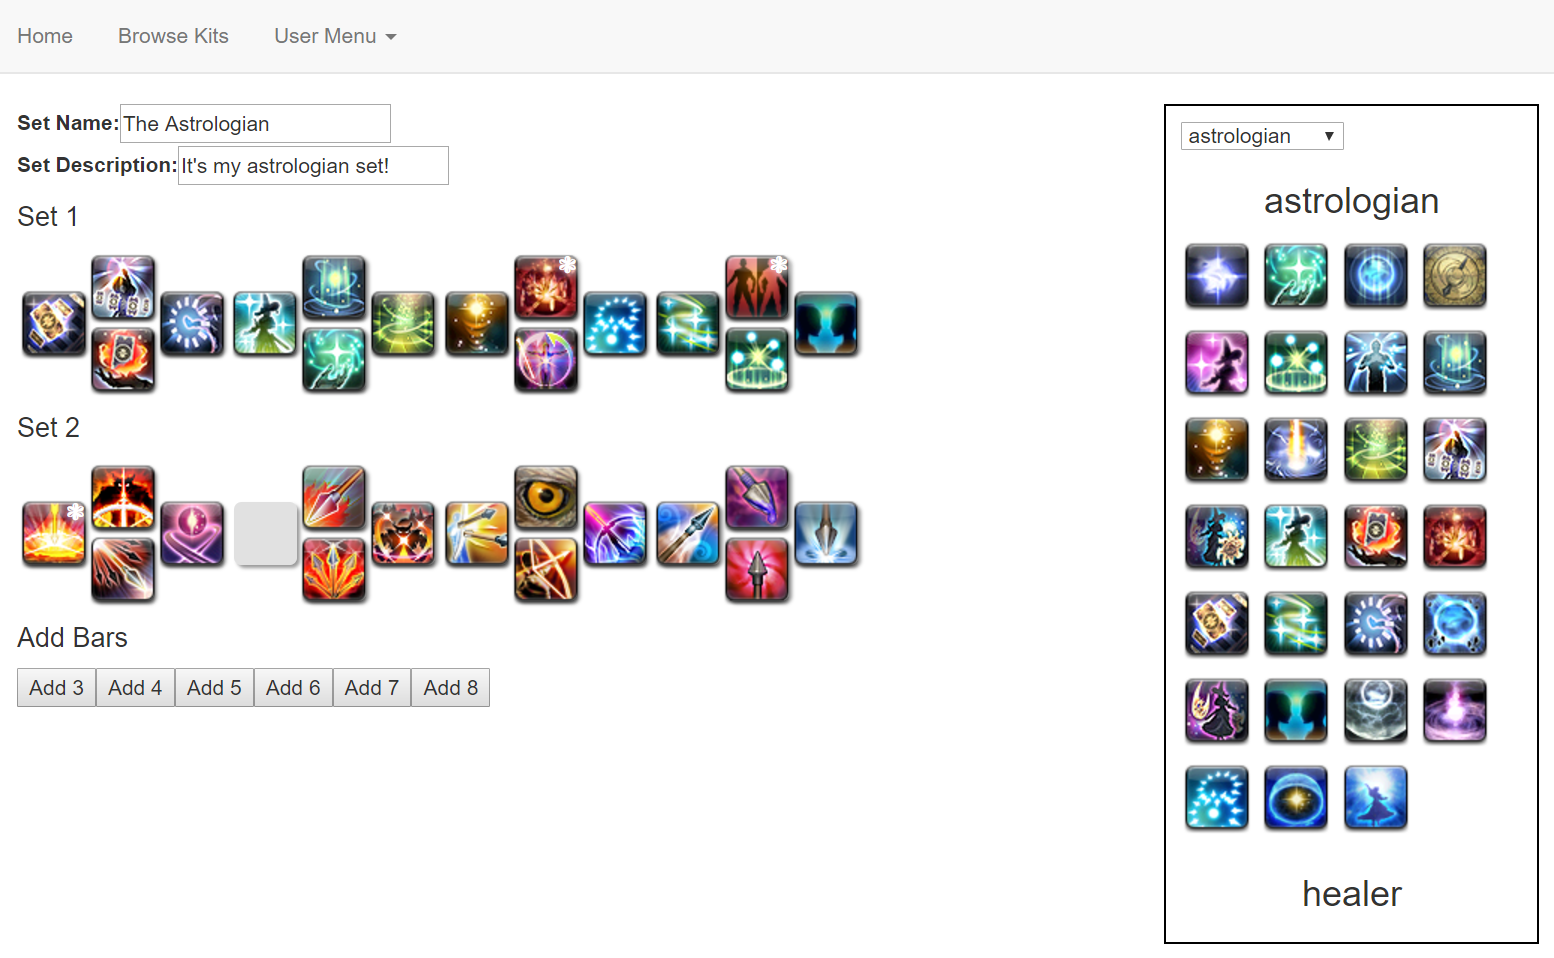 Home Browse Kits User Menu
Set Name: The Astrologian
Set Description: It's my astrologian set!
Set 1
Set 2
Add Bars
Add 3 Add 4 Add 5 Add 6 Add 7 Add 8
astrologian
astrologian
healer